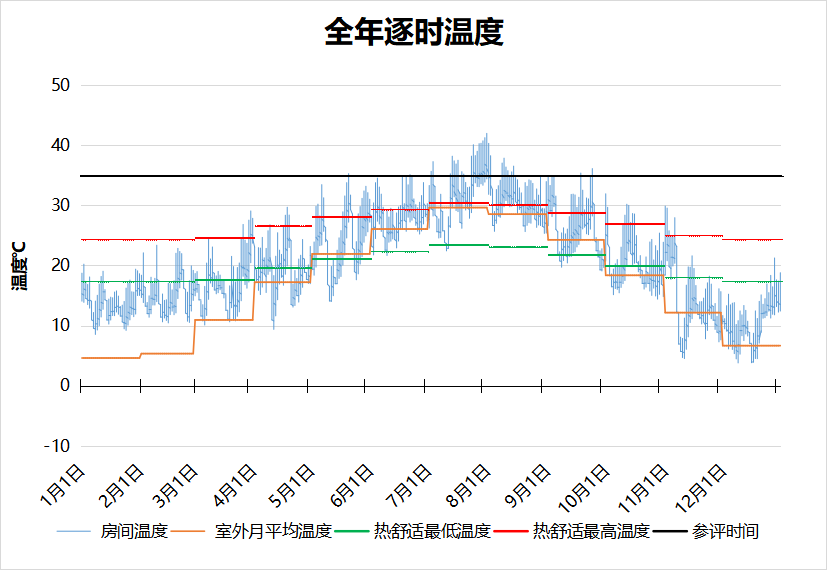 全年逐时温度
50
40
30
20
10
0
-10
温度℃
1月1日
2月1日
3月1日
4月1日
5月1日
6月1日
7月1日
8月1日
9月1日
10月1日
11月1日
12月1日
房间温度 室外月平均温度 热舒适最低温度 热舒适最高温度 参评时间